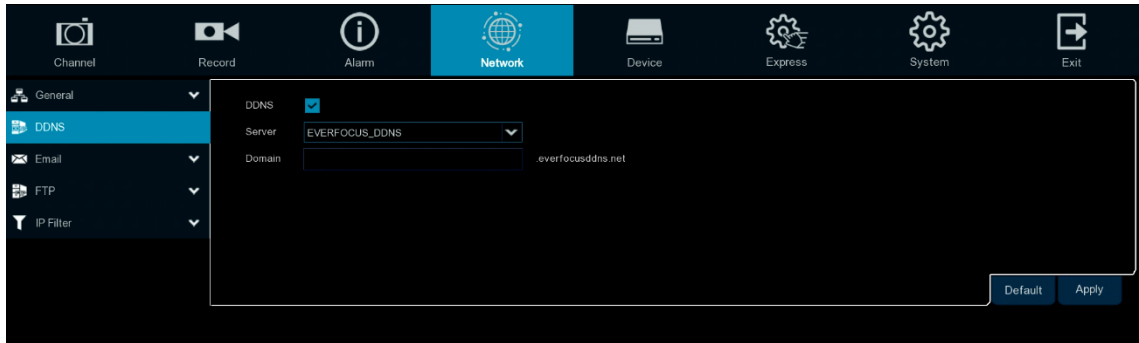 Channel
Record
Alarm
Network
Device
Express
System
Exit
General
DDNS
Email
FTP
IP Filter
DDNS
Server EVERFOCUS_DDNS
Domain .everfocusddns.net
Default Apply